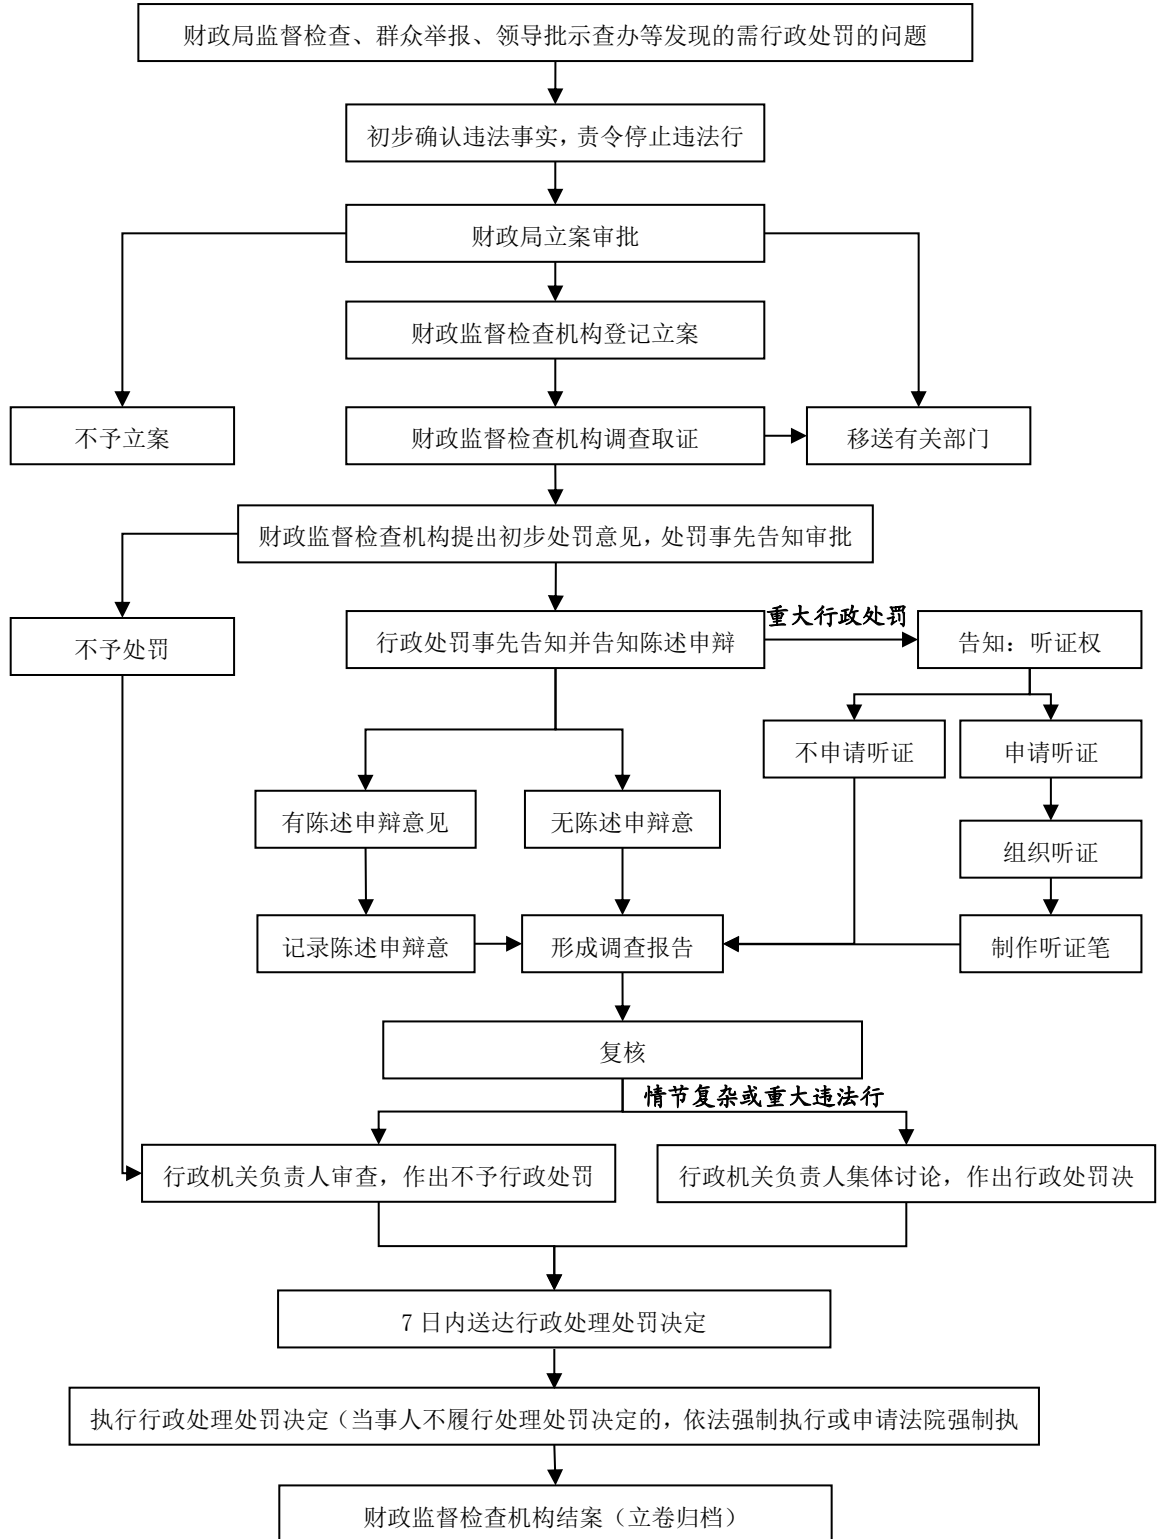 财政局监督检查、群众举报、领导批示查办等发现的需行政处罚的问题
初步确认违法事实，责令停止违法行
财政局立案审批
财政监督检查机构登记立案
不予立案
财政监督检查机构调查取证
移送有关部门
财政监督检查机构提出初步处罚意见，处罚事先告知审批
不予处罚
行政处罚事先告知并告知陈述申辩
重大行政处罚
告知：听证权
不申请听证
申请听证
有陈述申辩意见
无陈述申辩意
组织听证
记录陈述申辩意
形成调查报告
制作听证笔
复核
情节复杂或重大违法行
行政机关负责人审查，作出不予行政处罚
行政机关负责人集体讨论，作出行政处罚决
7 日内送达行政处理处罚决定
执行行政处理处罚决定（当事人不履行处理处罚决定的，依法强制执行或申请法院强制执
财政监督检查机构结案（立卷归档）